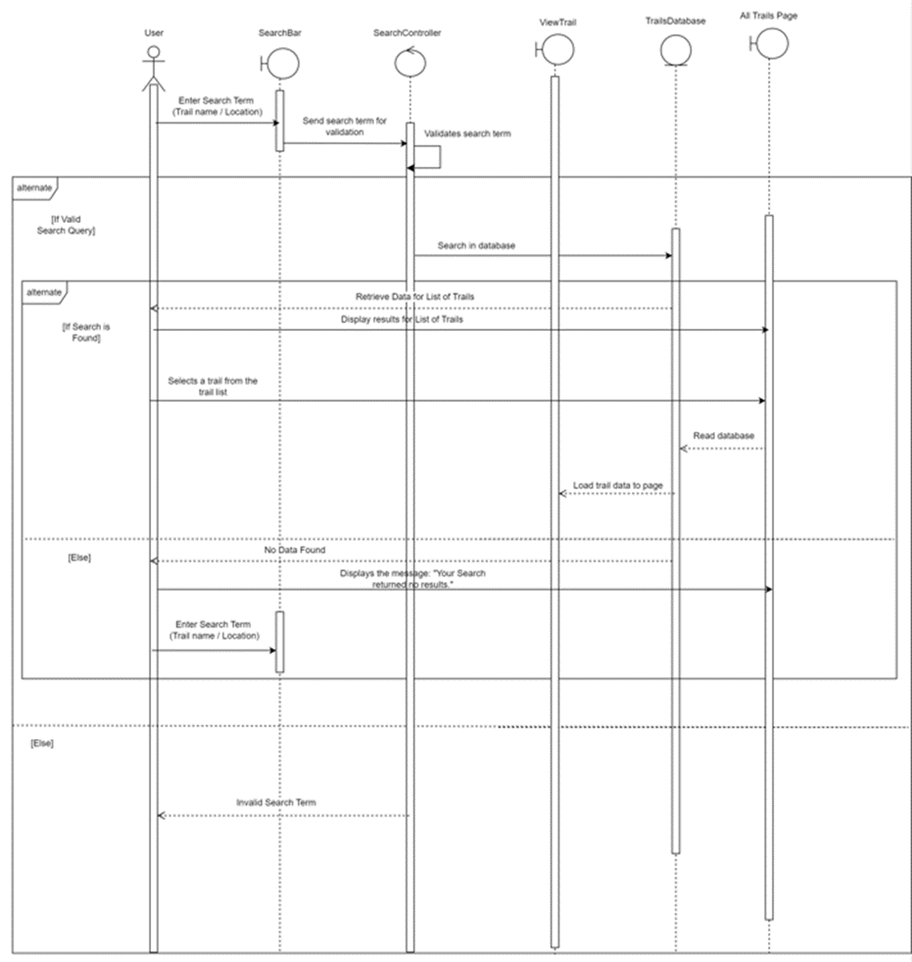 User
SearchBar
SearchController
ViewTrail
TrailsDatabase
All Trails Page
Enter Search Term
(Trail name / Location)
Send search term for
validation
Validates search term
alternate
[If Valid
Search Query]
Search in database
alternate
Retrieve Data for List of Trails
[If Search is
Found]
Display results for List of Trails
Selects a trail from the
trail list
Read database
Load trail data to page
[Else]
No Data Found
Displays the message: "Your Search
returned no results."
Enter Search Term
(Trail name / Location)
[Else]
Invalid Search Term